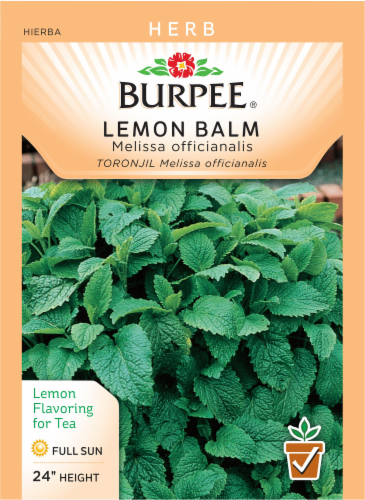 HIERBA
HERB
BURPEE®
LEMON BALM
Melissa officianalis
TORONJIL Melissa officianalis
Lemon
Flavoring
for Tea
FULL SUN
24" HEIGHT